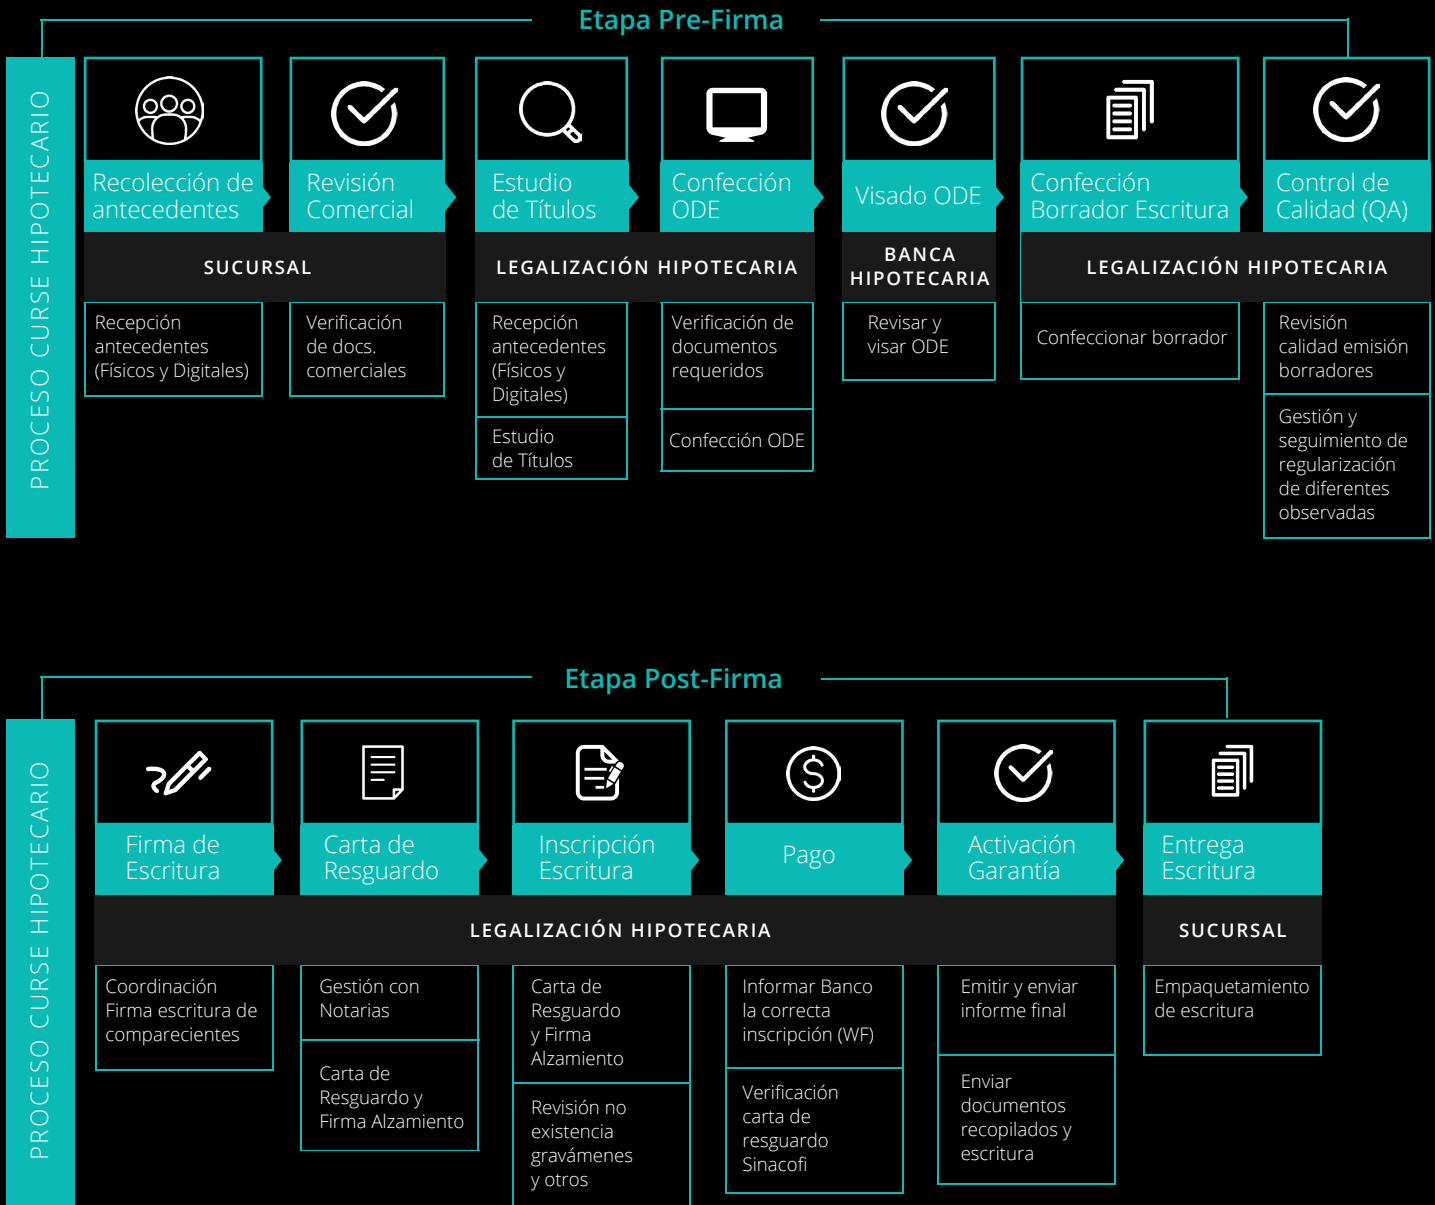 Etapa Pre-Firma
PROCESO CURSE HIPOTECARIO
Recolección de
antecedentes
Revisión
Comercial
Estudio
de Títulos
Confección
ODE
Visado ODE
Confección
Borrador Escritura
Control de
Calidad (QA)
SUCURSAL
LEGALIZACIÓN HIPOTECARIA
BANCA
HIPOTECARIA
LEGALIZACIÓN HIPOTECARIA
Recepción
antecedentes
(Físicos y Digitales)
Verificación
de docs.
comerciales
Recepción
antecedentes
(Físicos y
Digitales)
Estudio
de Títulos
Verificación de
documentos
requeridos
Confección ODE
Revisar y
visar ODE
Confeccionar borrador
Revisión
calidad emisión
borradores
Gestión y
seguimiento de
regularización
de diferentes
observadas
Etapa Post-Firma
PROCESO CURSE HIPOTECARIO
Firma de
Escritura
Carta de
Resguardo
Inscripción
Escritura
Pago
Activación
Garantía
Entrega
Escritura
LEGALIZACIÓN HIPOTECARIA
SUCURSAL
Coordinación
Firma escritura de
comparecientes
Gestión con
Notarias
Carta de
Resguardo y
Firma Alzamiento
Carta de
Resguardo
y Firma
Alzamiento
Revisión no
existencia
gravámenes
y otros
Informar Banco
la correcta
inscripción (WF)
Verificación
carta de
resguardo
Sinacofi
Emitir y enviar
informe final
Enviar
documentos
recopilados y
escritura
Empaquetamiento
de escritura